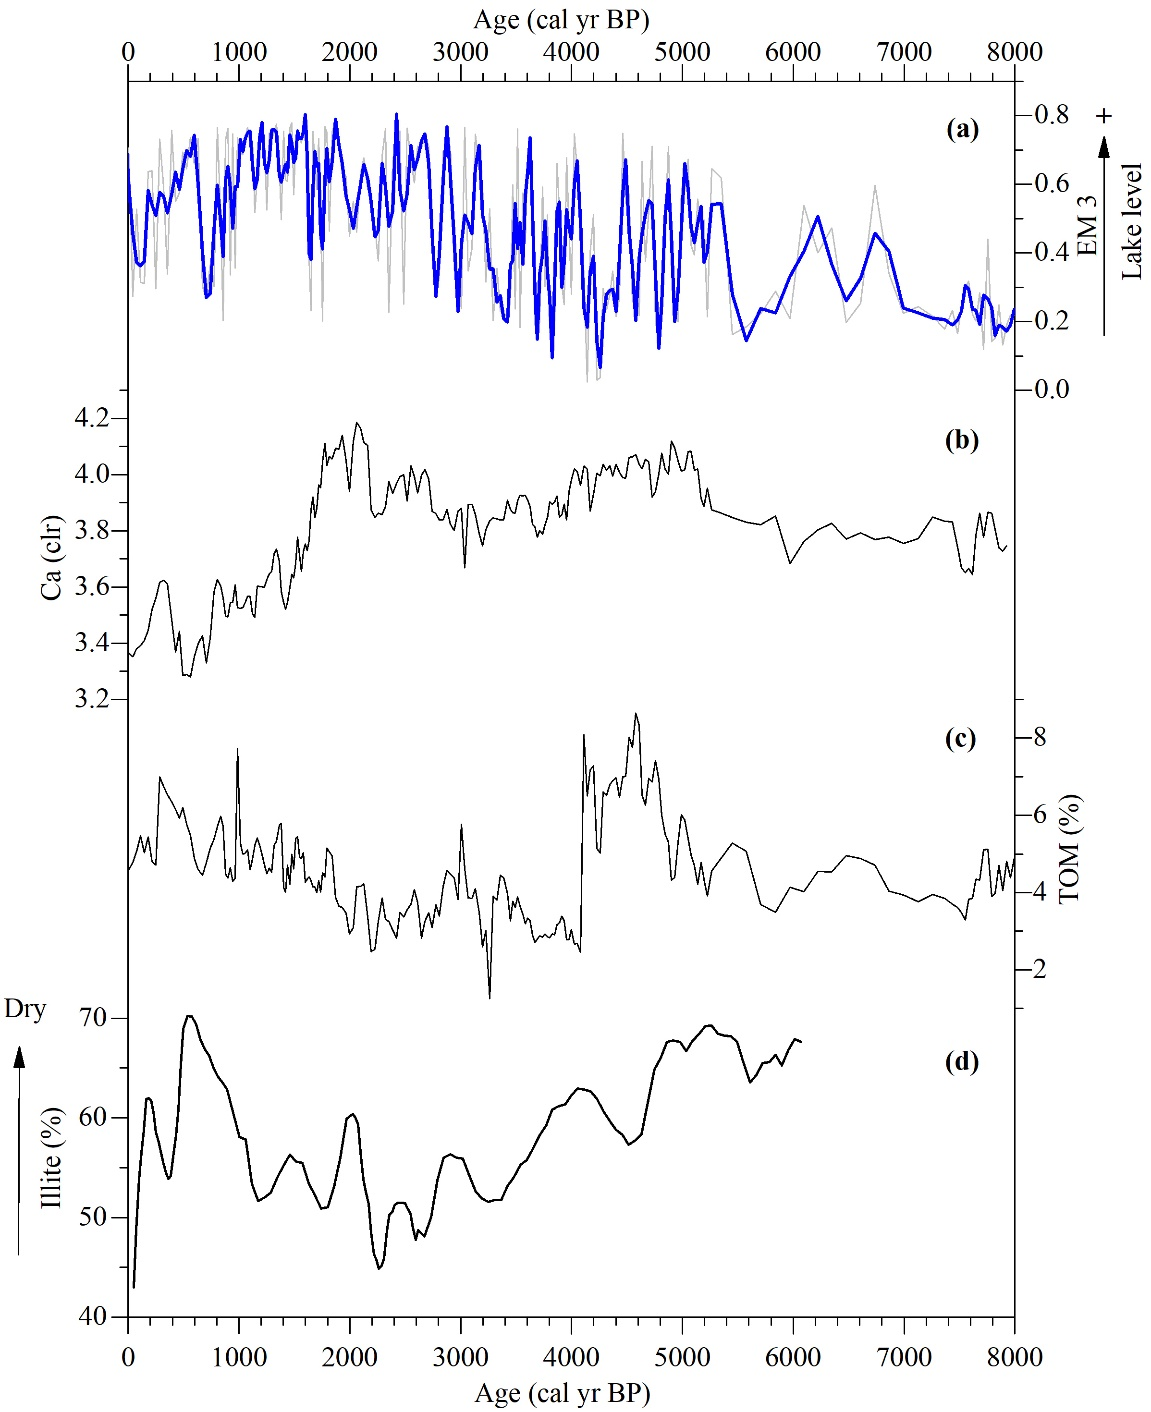 Age (cal yr BP)
0 1000 2000 3000 4000 5000 6000 7000 8000
(a)
0.8
0.6
0.4
0.2
0.0
EM 3
+
Lake level
4.2
4.0
3.8
3.6
3.4
3.2
Ca (clr)
(b)
(c)
8
6
4
2
TOM (%)
Dry
70
60
50
40
Illite (%)
(d)
0 1000 2000 3000 4000 5000 6000 7000 8000
Age (cal yr BP)